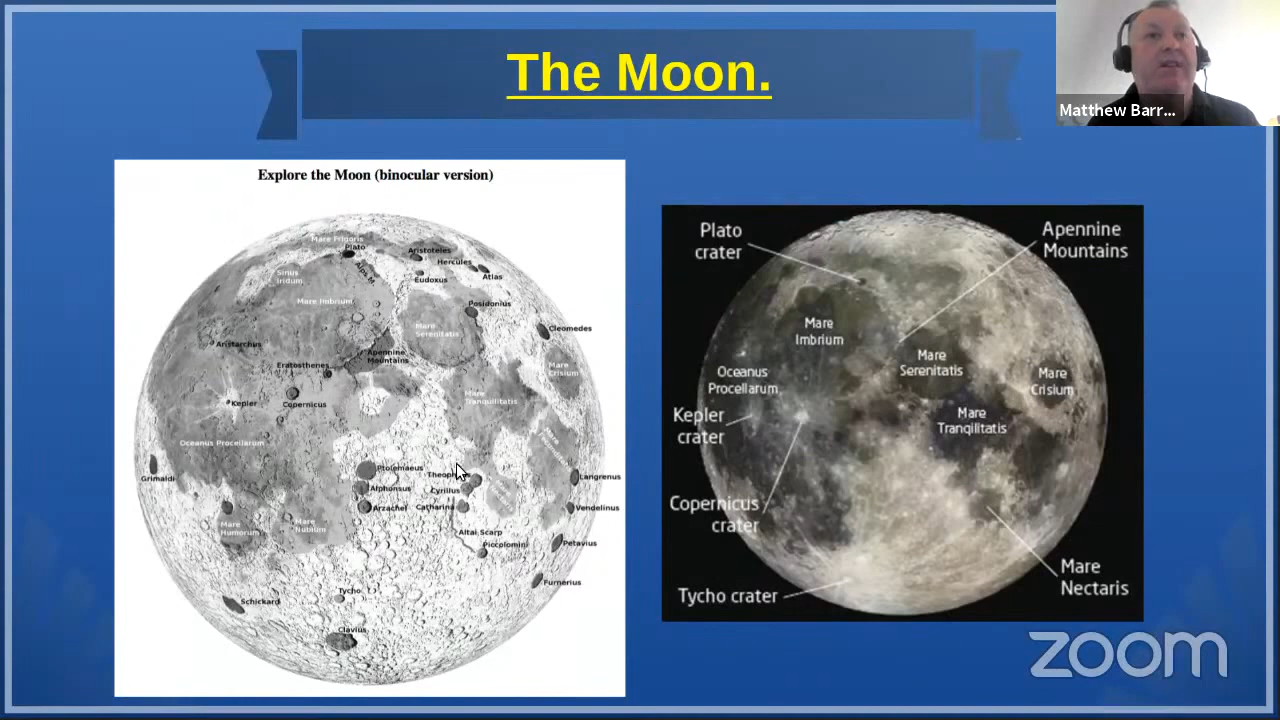 The Moon.
Matthew Barr...
Explore the Moon (binocular version)
Mare Frigoris
Plato
Aristoteles
Hercules
Alps M.
Sinus
Iridum
Eudoxus
Atlas
Mare Imbrium
Posidonius
Mare
Serenitatis
Cleomedes
Aristarchus
Apennine
Mountains
Eratosthenes
Mare
Crisium
Kepler
Copernicus
Mare
Tranquilitatis
Oceanus Procellarum
Mare
Ptolemaeus
Grimaldi
Alphonsus
Cyrillus
Langrenus
Arzachel
Catharina
Vendelinus
Mare
Humorum
Mare
Nubium
Altai Scarp
Piccolomini
Petavius
Furnerius
Tycho
Schickard
Clavius
Plato
crater
Apennine
Mountains
Mare
Imbrium
Mare
Serenitatis
Oceanus
Procellarum
Mare
Crisium
Kepler
crater
Mare
Tranqilitatis
Copernicus
crater
Mare
Nectaris
Tycho crater
zoom